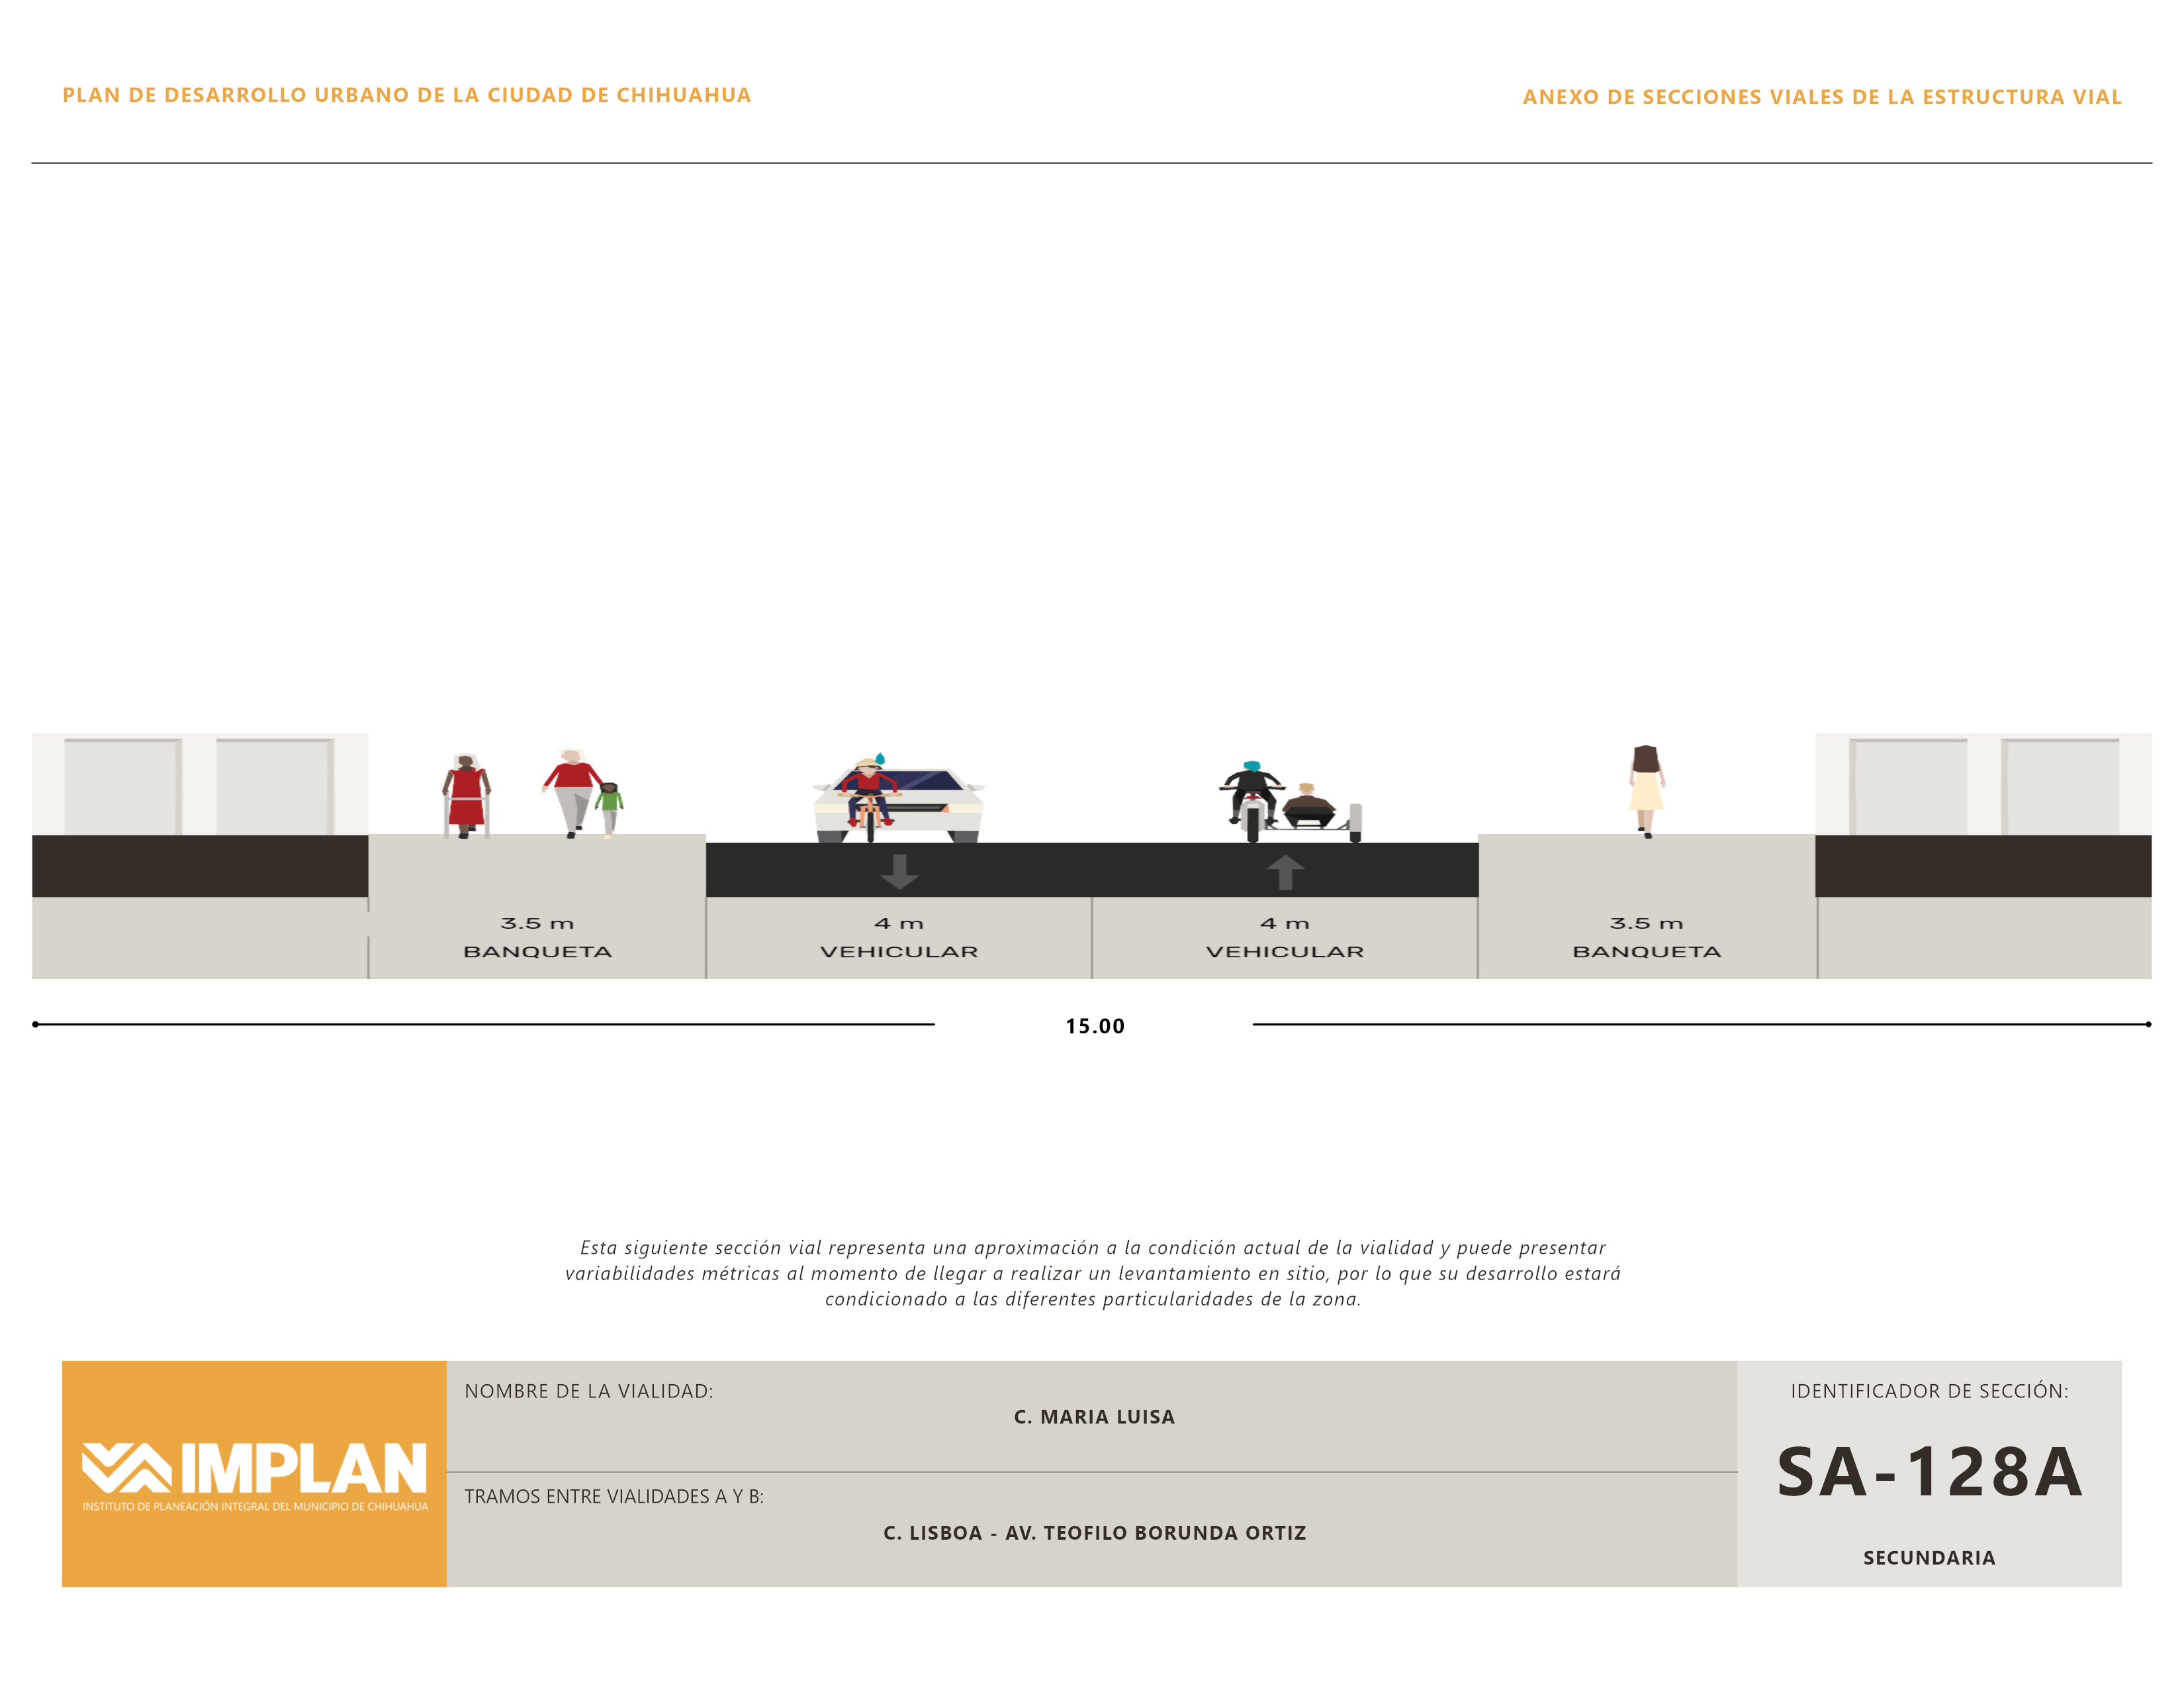 PLAN DE DESARROLLO URBANO DE LA CIUDAD DE CHIHUAHUA
ANEXO DE SECCIONES VIALES DE LA ESTRUCTURA VIAL
3.5 m
BANQUETA
4 m
VEHICULAR
4 m
VEHICULAR
3.5 m
BANQUETA
15.00
Esta siguiente sección vial representa una aproximación a la condición actual de la vialidad y puede presentar
variabilidades métricas al momento de llegar a realizar un levantamiento en sitio, por lo que su desarrollo estará
condicionado a las diferentes particularidades de la zona.
IMPLAN
INSTITUTO DE PLANEACIÓN INTEGRAL DEL MUNICIPIO DE CHIHUAHUA
NOMBRE DE LA VIALIDAD:
C. MARIA LUISA
TRAMOS ENTRE VIALIDADES A Y B:
C. LISBOA - AV. TEOFILO BORUNDA ORTIZ
IDENTIFICADOR DE SECCIÓN:
SA-128A
SECUNDARIA